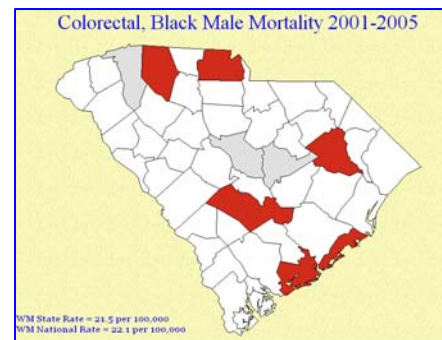 Colorectal, Black Male Mortality 2001-2005
WM State Rate = 21.5 per 100,000
WM National Rate = 22.1 per 100,000